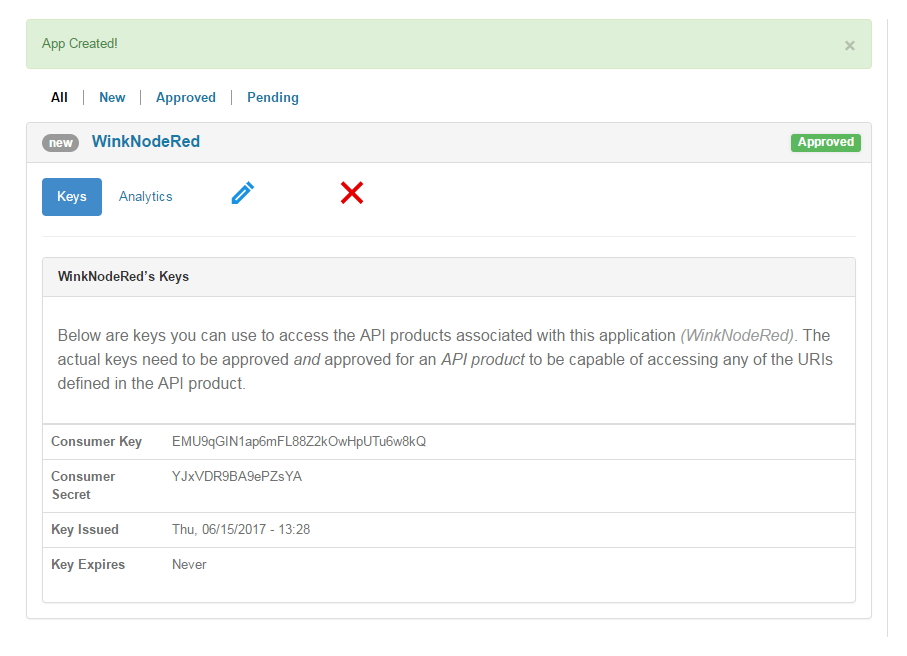 App Created!
×
All | New | Approved | Pending
new WinkNodeRed Approved
Keys Analytics
WinkNodeRed's Keys
Below are keys you can use to access the API products associated with this application (WinkNodeRed). The
actual keys need to be approved and approved for an API product to be capable of accessing any of the URIs
defined in the API product.
Consumer Key EMU9qGIN1ap6mFL88Z2kOwHpUTu6w8kQ
Consumer
Secret YJxVDR9BA9ePZsYA
Key Issued Thu, 06/15/2017 - 13:28
Key Expires Never